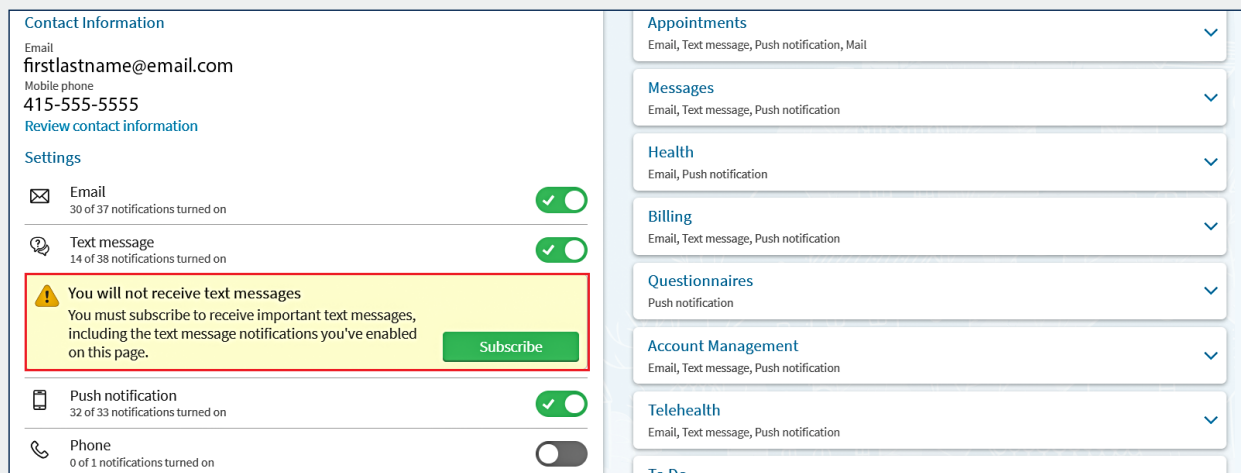 Contact Information
Email
firstlastname@email.com
Mobile phone
415-555-5555
Review contact information
Settings
Email
30 of 37 notifications turned on
Text message
14 of 38 notifications turned on
You will not receive text messages
You must subscribe to receive important text messages,
including the text message notifications you've enabled
on this page.
Subscribe
Push notification
32 of 33 notifications turned on
Phone
0 of 1 notifications turned on
Appointments
Email, Text message, Push notification, Mail
Messages
Email, Text message, Push notification
Health
Email, Push notification
Billing
Email, Text message, Push notification
Questionnaires
Push notification
Account Management
Email, Text message, Push notification
Telehealth
Email, Text message, Push notification
To Do